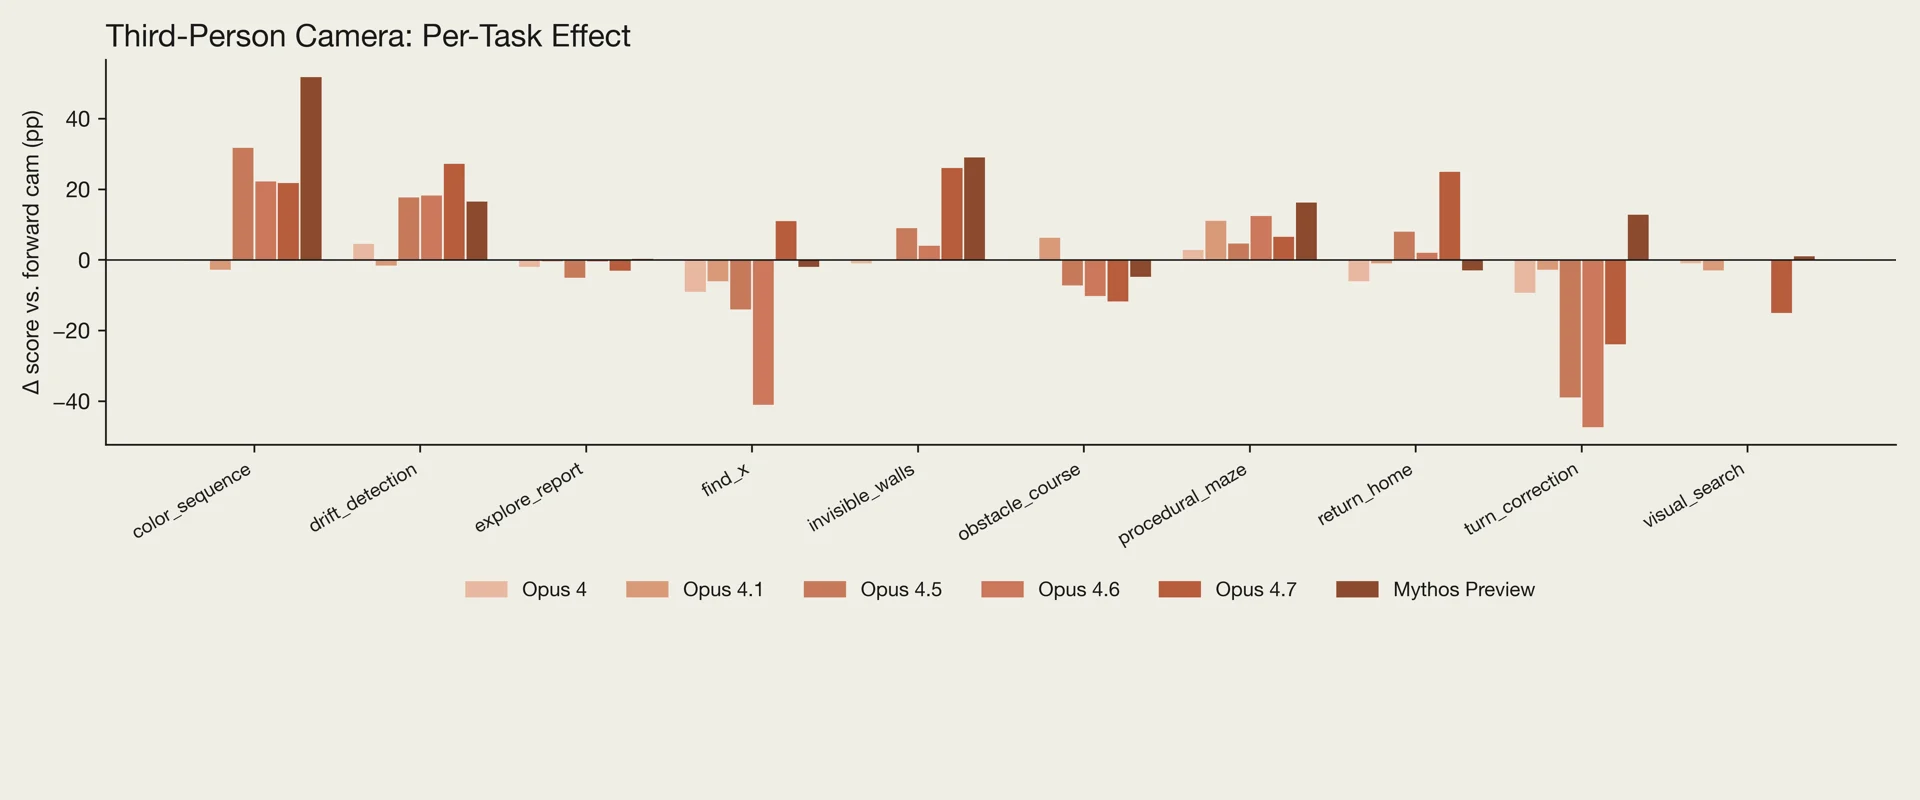 Third-Person Camera: Per-Task Effect
Δ score vs. forward cam (pp)
40
20
0
−20
−40
color_sequence
drift_detection
explore_report
find_x
invisible_walls
obstacle_course
procedural_maze
return_home
turn_correction
visual_search
Opus 4 Opus 4.1 Opus 4.5 Opus 4.6 Opus 4.7 Mythos Preview